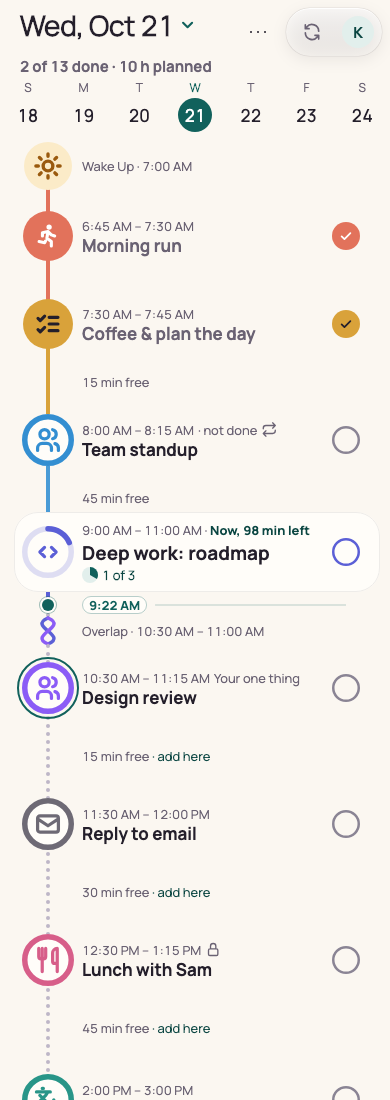 Wed, Oct 21
...
K
2 of 13 done · 10 h planned
S M T W T F S
18 19 20 21 22 23 24
Wake Up · 7:00 AM
6:45 AM – 7:30 AM
Morning run
7:30 AM – 7:45 AM
Coffee & plan the day
15 min free
8:00 AM – 8:15 AM · not done
Team standup
45 min free
9:00 AM – 11:00 AM · Now, 98 min left
Deep work: roadmap
1 of 3
9:22 AM
Overlap · 10:30 AM – 11:00 AM
10:30 AM – 11:15 AM Your one thing
Design review
15 min free · add here
11:30 AM – 12:00 PM
Reply to email
30 min free · add here
12:30 PM – 1:15 PM
Lunch with Sam
45 min free · add here
2:00 PM – 3:00 PM